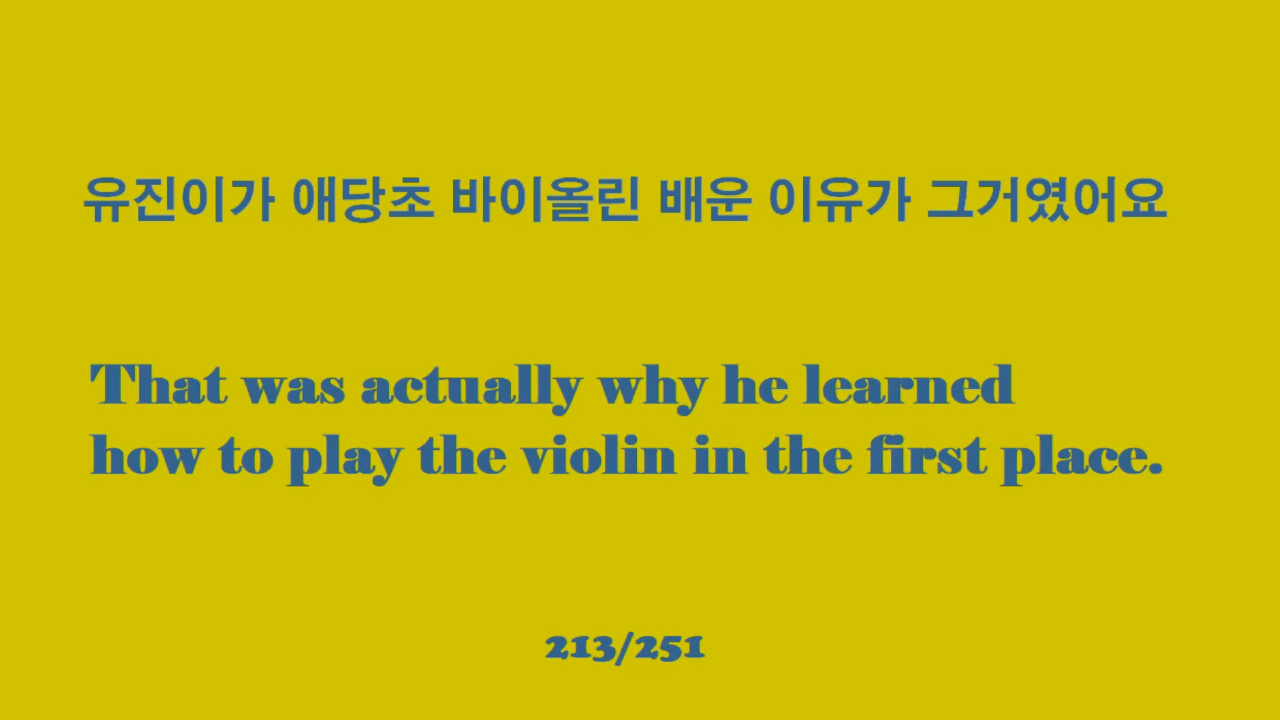 유진이가 애당초 바이올린 배운 이유가 그거였어요
That was actually why he learned
how to play the violin in the first place.
213/251